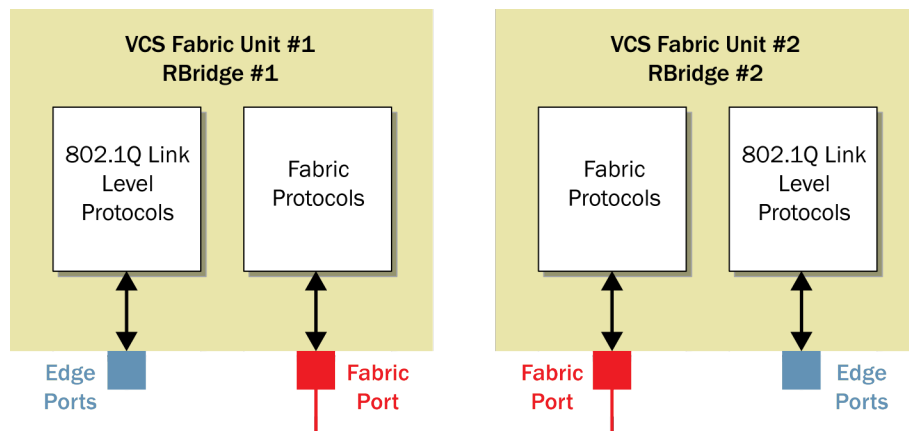 VCS Fabric Unit #1
RBridge #1
802.1Q Link
Level
Protocols
Fabric
Protocols
Edge
Ports
Fabric
Port
VCS Fabric Unit #2
RBridge #2
Fabric
Protocols
802.1Q Link
Level
Protocols
Fabric
Port
Edge
Ports